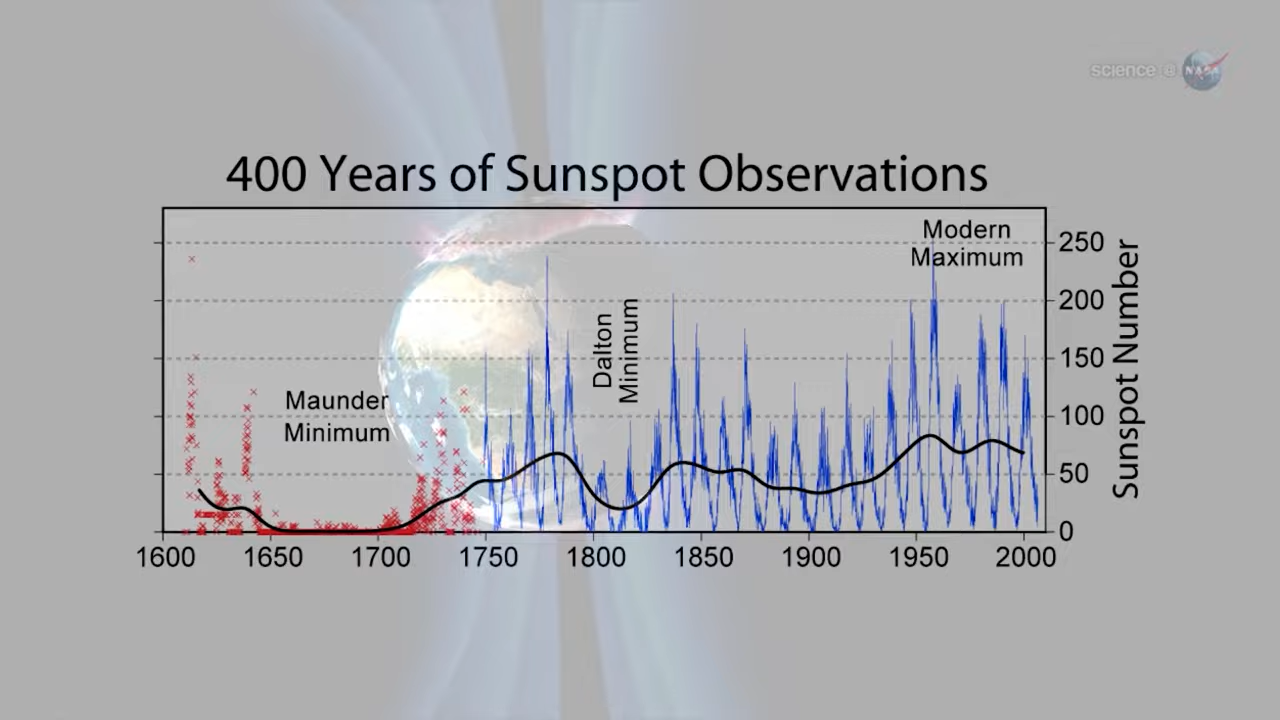 science @ NASA
400 Years of Sunspot Observations
Modern
Maximum
Dalton
Minimum
Maunder
Minimum
250
200
150
100
50
0
Sunspot Number
1600 1650 1700 1750 1800 1850 1900 1950 2000